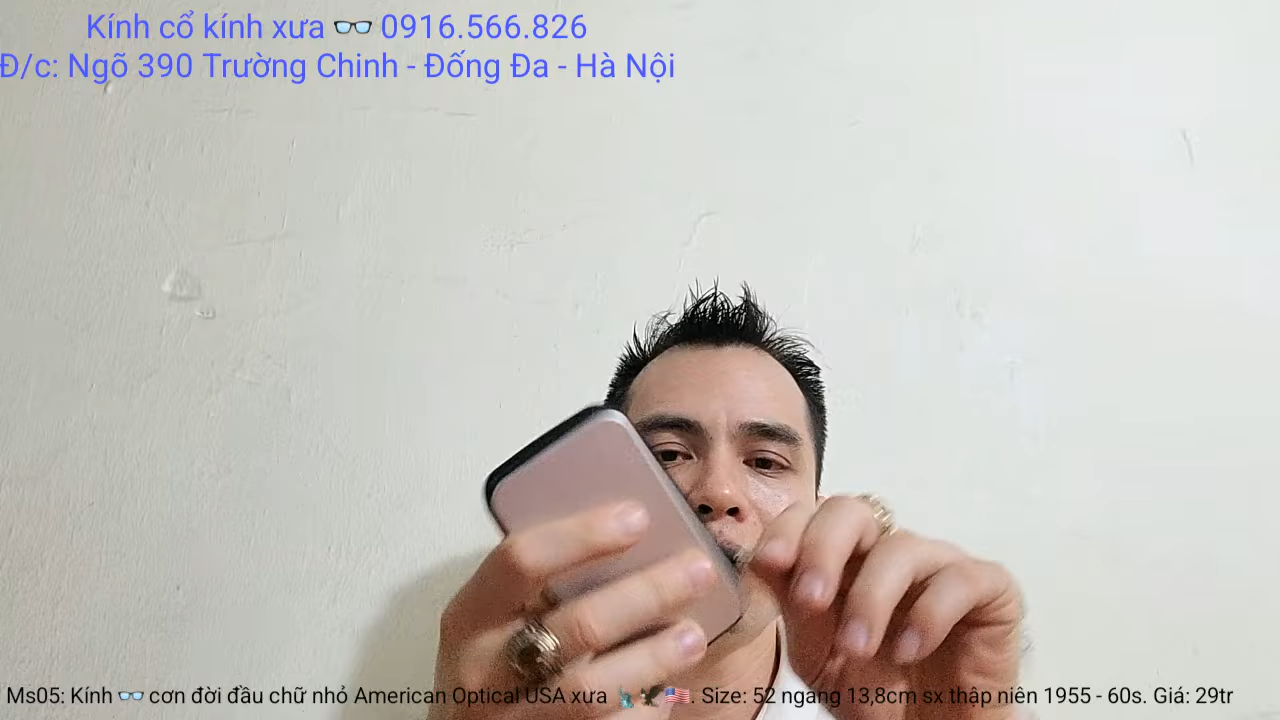 Kính cổ kính xưa 👓 0916.566.826
Đ/c: Ngõ 390 Trường Chinh - Đống Đa - Hà Nội
Ms05: Kính 👓 cơn đời đầu chữ nhỏ American Optical USA xưa 🗽🦅🇺🇸. Size: 52 ngang 13,8cm sx thập niên 1955 - 60s. Giá: 29tr